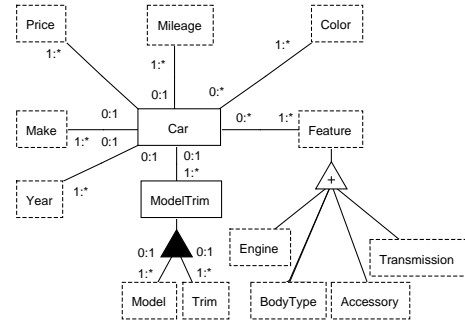 Price
Mileage
Color
1:*
1:*
1:*
0:1
0:*
0:1
Car
0:*
1:*
Make
1:*
0:1
Feature
0:1
0:1
1:*
Year
1:*
ModelTrim
+
0:1
0:1
1:*
1:*
Engine
Transmission
Model
Trim
BodyType
Accessory